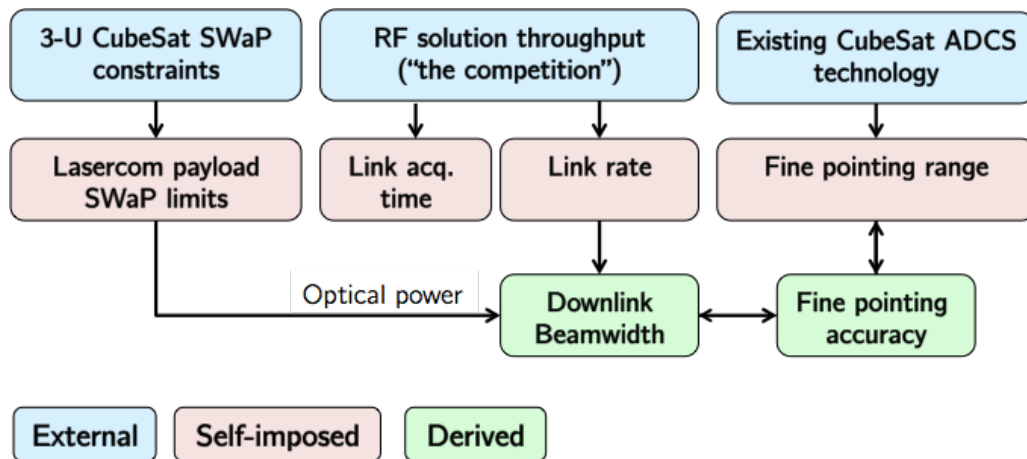 3-U CubeSat SWaP
constraints
RF solution throughput
(“the competition”)
Existing CubeSat ADCS
technology
Lasercom payload
SWaP limits
Link acq.
time
Link rate
Fine pointing range
Optical power
Downlink
Beamwidth
Fine pointing
accuracy
External
Self-imposed
Derived